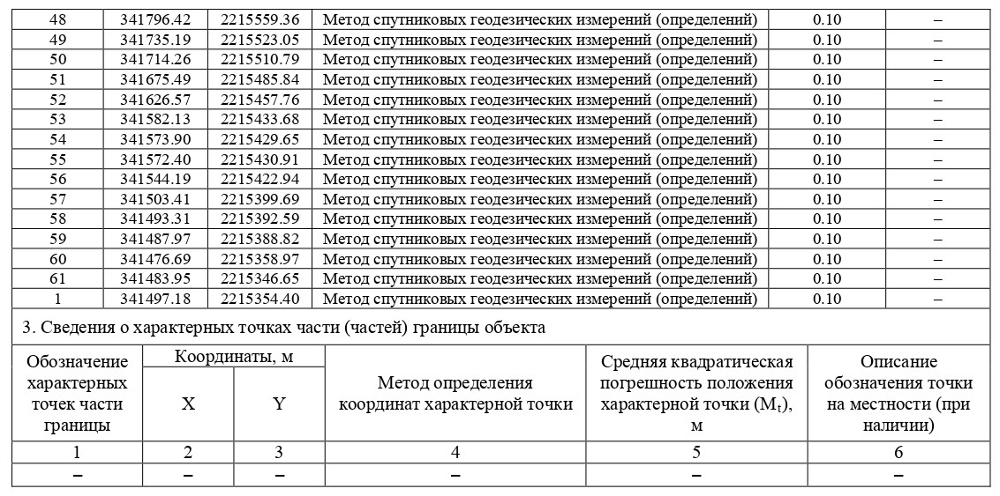 48 341796.42 2215559.36 Метод спутниковых геодезических измерений (определений) 0.10 –
49 341735.19 2215523.05 Метод спутниковых геодезических измерений (определений) 0.10 –
50 341714.26 2215510.79 Метод спутниковых геодезических измерений (определений) 0.10 –
51 341675.49 2215485.84 Метод спутниковых геодезических измерений (определений) 0.10 –
52 341626.57 2215457.76 Метод спутниковых геодезических измерений (определений) 0.10 –
53 341582.13 2215433.68 Метод спутниковых геодезических измерений (определений) 0.10 –
54 341573.90 2215429.65 Метод спутниковых геодезических измерений (определений) 0.10 –
55 341572.40 2215430.91 Метод спутниковых геодезических измерений (определений) 0.10 –
56 341544.19 2215422.94 Метод спутниковых геодезических измерений (определений) 0.10 –
57 341503.41 2215399.69 Метод спутниковых геодезических измерений (определений) 0.10 –
58 341493.31 2215392.59 Метод спутниковых геодезических измерений (определений) 0.10 –
59 341487.97 2215388.82 Метод спутниковых геодезических измерений (определений) 0.10 –
60 341476.69 2215358.97 Метод спутниковых геодезических измерений (определений) 0.10 –
61 341483.95 2215346.65 Метод спутниковых геодезических измерений (определений) 0.10 –
1 341497.18 2215354.40 Метод спутниковых геодезических измерений (определений) 0.10 –
3. Сведения о характерных точках части (частей) границы объекта
Обозначение
характерных
точек части
границы
Координаты, м
X Y
Метод определения
координат характерной точки
Средняя квадратическая
погрешность положения
характерной точки (Mt),
м
Описание
обозначения точки
на местности (при
наличии)
1 2 3 4 5 6
– – – – – –